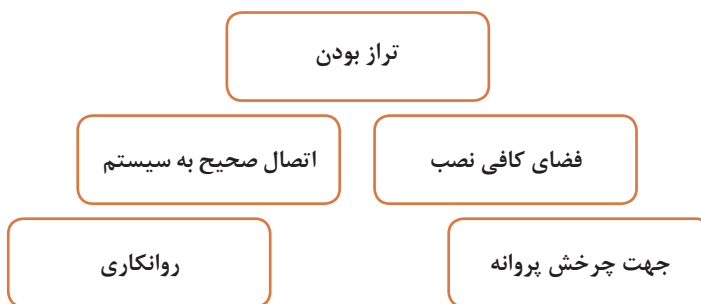 تراز بودن
فضای کافی نصب
اتصال صحیح به سیستم
جهت چرخش پروانه
روانکاری